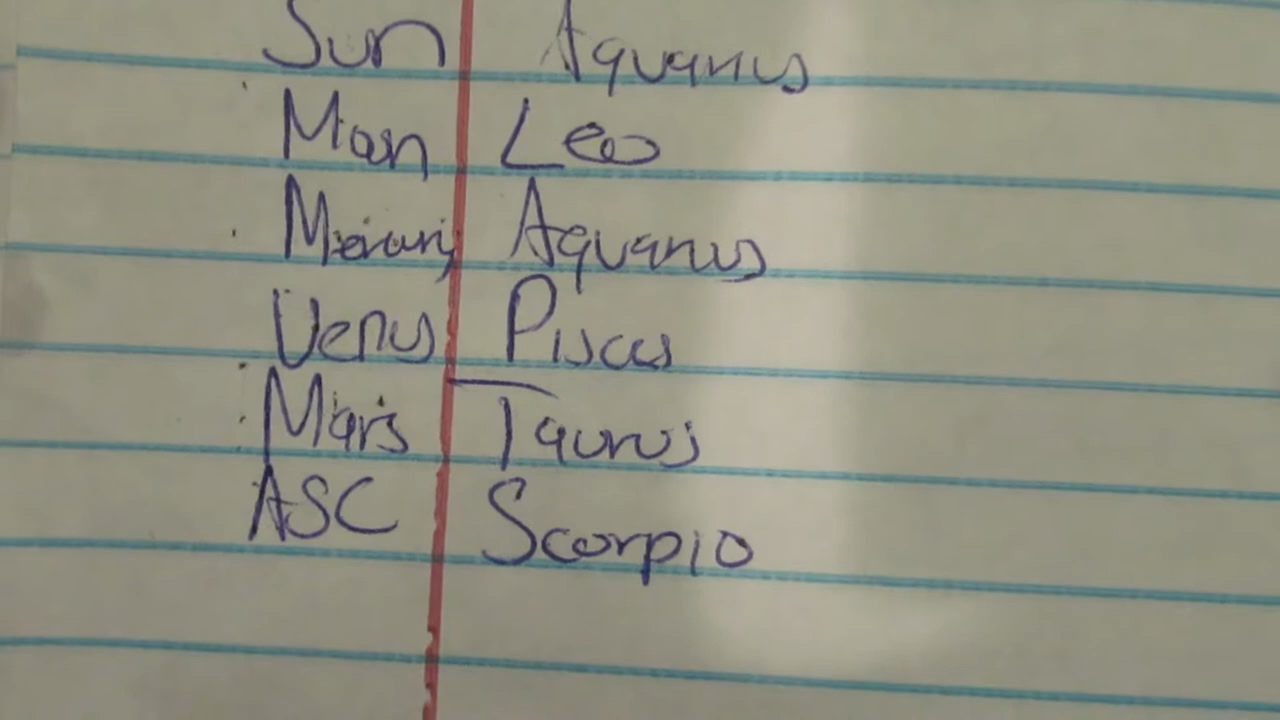 Sun Aquarius
Moon Leo
Mercury Aquarius
Venus Pisces
Mars Taurus
ASC Scorpio